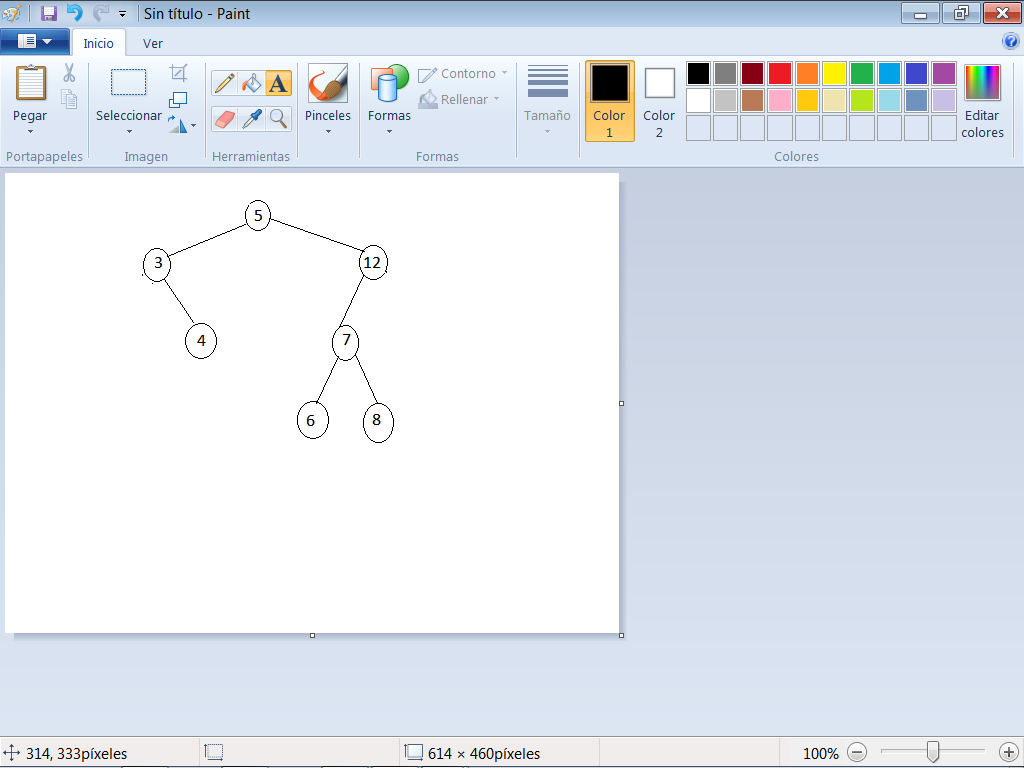 Sin título - Paint
Inicio Ver
Pegar
Portapapeles
Seleccionar
Imagen
A
Herramientas
Pinceles
Formas
Contorno
Rellenar
Formas
Tamaño
Color
1
Color
2
Editar
colores
Colores
5
3
12
4
7
6
8
314, 333píxeles
614 × 460píxeles
100%